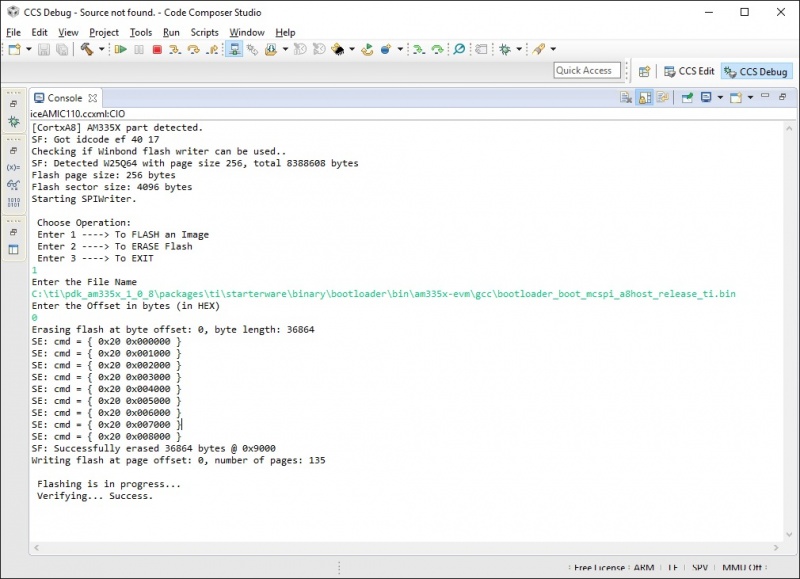 CCS Debug - Source not found. - Code Composer Studio
File Edit View Project Tools Run Scripts Window Help
Quick Access CCS Edit CCS Debug
Console
iceAMIC110.ccxml:CIO
[CortxA8] AM335X part detected.
SF: Got idcode ef 40 17
Checking if Winbond flash writer can be used..
SF: Detected W25Q64 with page size 256, total 8388608 bytes
Flash page size: 256 bytes
Flash sector size: 4096 bytes
Starting SPIWriter.
Choose Operation:
Enter 1 ----> To FLASH an Image
Enter 2 ----> To ERASE Flash
Enter 3 ----> To EXIT
1
Enter the File Name
C:\ti\pdk_am335x_1_0_8\packages\ti\starterware\binary\bootloader\bin\am335x-evm\gcc\bootloader_boot_mcspi_a8host_release_ti.bin
Enter the Offset in bytes (in HEX)
0
Erasing flash at byte offset: 0, byte length: 36864
SE: cmd = { 0x20 0x000000 }
SE: cmd = { 0x20 0x001000 }
SE: cmd = { 0x20 0x002000 }
SE: cmd = { 0x20 0x003000 }
SE: cmd = { 0x20 0x004000 }
SE: cmd = { 0x20 0x005000 }
SE: cmd = { 0x20 0x006000 }
SE: cmd = { 0x20 0x007000 }
SE: cmd = { 0x20 0x008000 }
SF: Successfully erased 36864 bytes @ 0x9000
Writing flash at page offset: 0, number of pages: 135
Flashing is in progress...
Verifying... Success.
Free License ARM LE SPV MMU Off